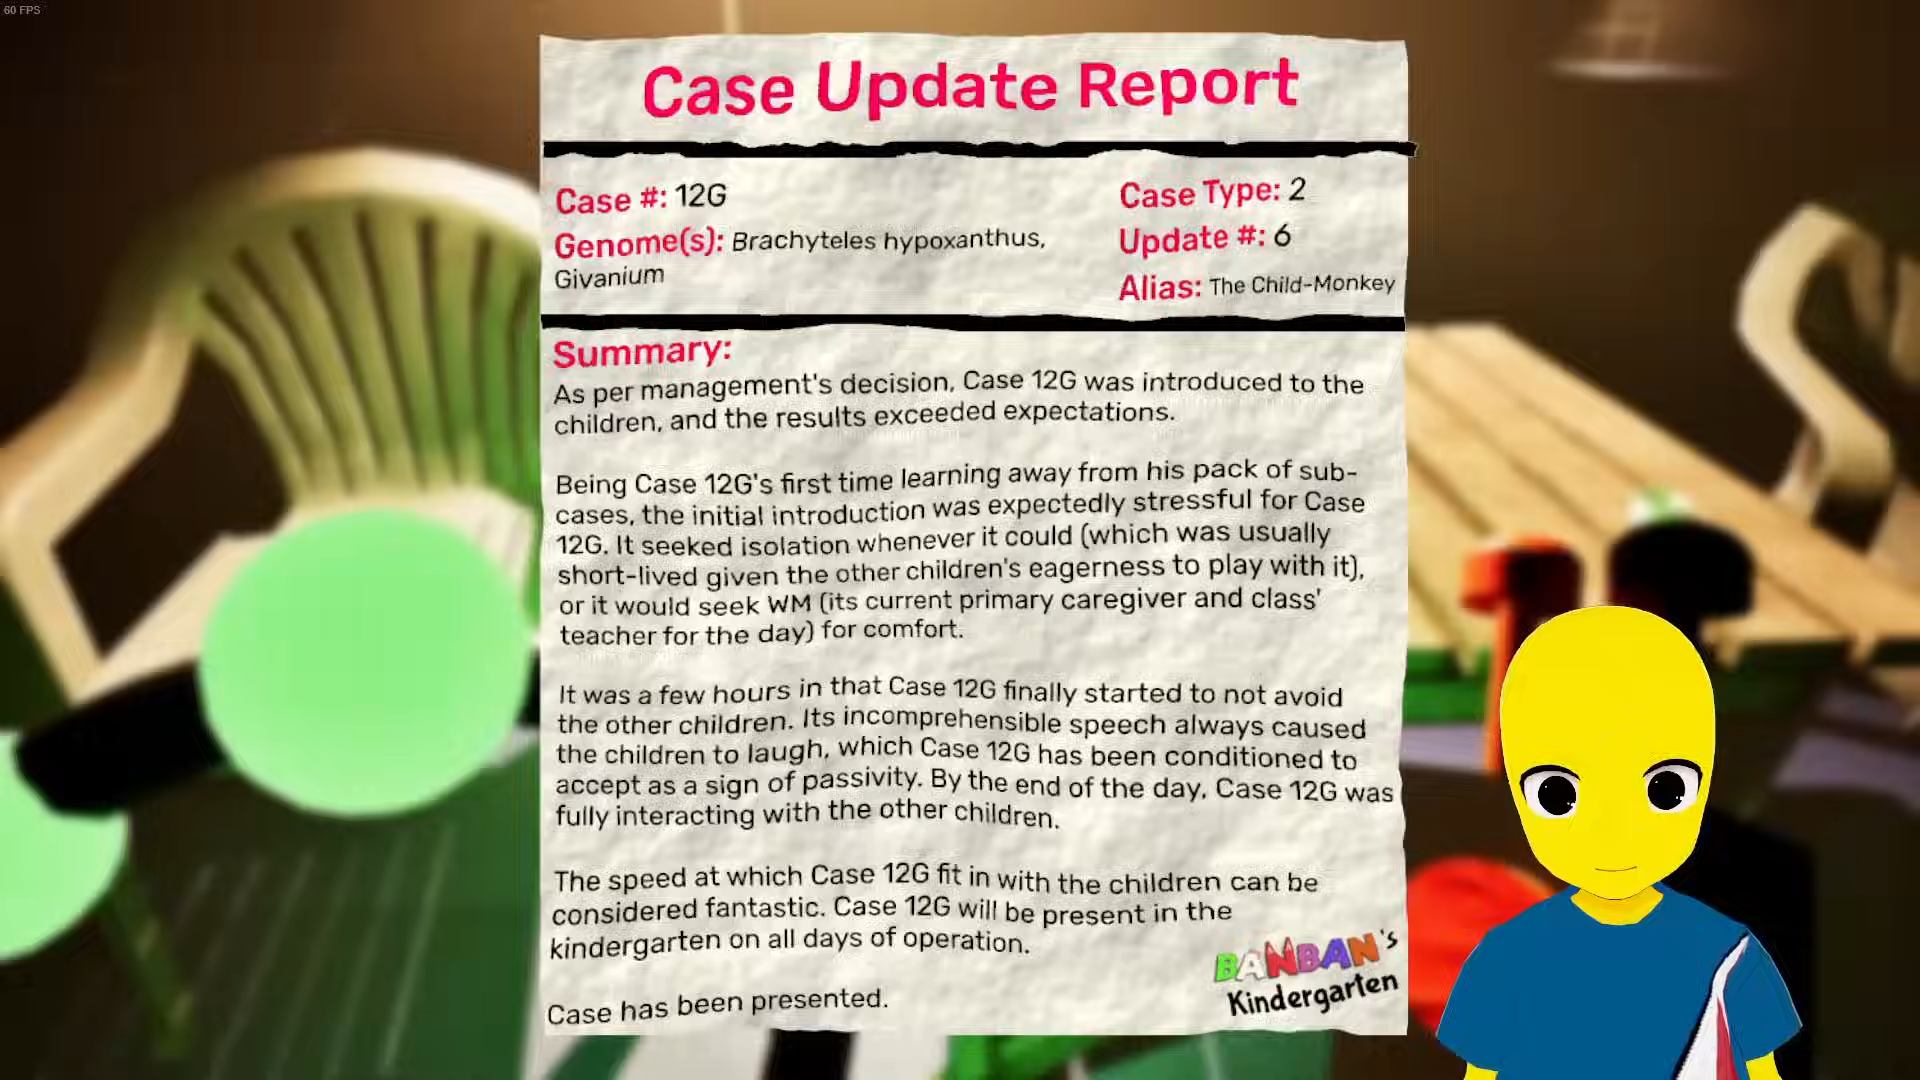 60 FPS
Case Update Report
Case #: 12G
Case Type: 2
Genome(s): Brachyteles hypoxanthus,
Givanium
Update #: 6
Alias: The Child-Monkey
Summary:
As per management's decision, Case 12G was introduced to the
children, and the results exceeded expectations.
Being Case 12G's first time learning away from his pack of sub-
cases, the initial introduction was expectedly stressful for Case
12G. It seeked isolation whenever it could (which was usually
short-lived given the other children's eagerness to play with it),
or it would seek WM (its current primary caregiver and class'
teacher for the day) for comfort.
It was a few hours in that Case 12G finally started to not avoid
the other children. Its incomprehensible speech always caused
the children to laugh, which Case 12G has been conditioned to
accept as a sign of passivity. By the end of the day, Case 12G was
fully interacting with the other children.
The speed at which Case 12G fit in with the children can be
considered fantastic. Case 12G will be present in the
kindergarten on all days of operation.
Case has been presented.
BANBAN's
Kindergarten